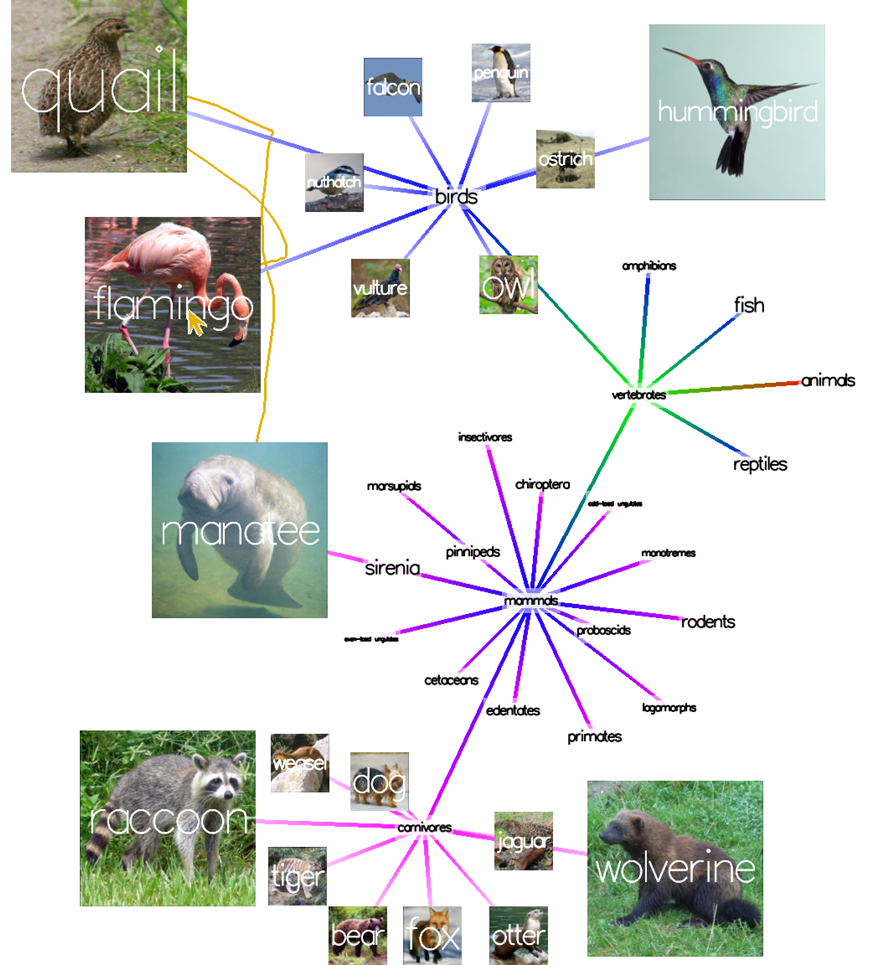 quail
falcon
penguin
hummingbird
nuthatch
ostrich
birds
flamingo
vulture
owl
amphibians
fish
animals
vertebrates
reptiles
insectivores
marsupials
chiroptera
odd-toed ungulates
manatee
pinnipeds
monotremes
sirenia
mammals
rodents
proboscids
even-toed ungulates
cetaceans
edentates
lagomorphs
primates
weasel
dog
raccoon
carnivores
jaguar
tiger
wolverine
bear
fox
otter